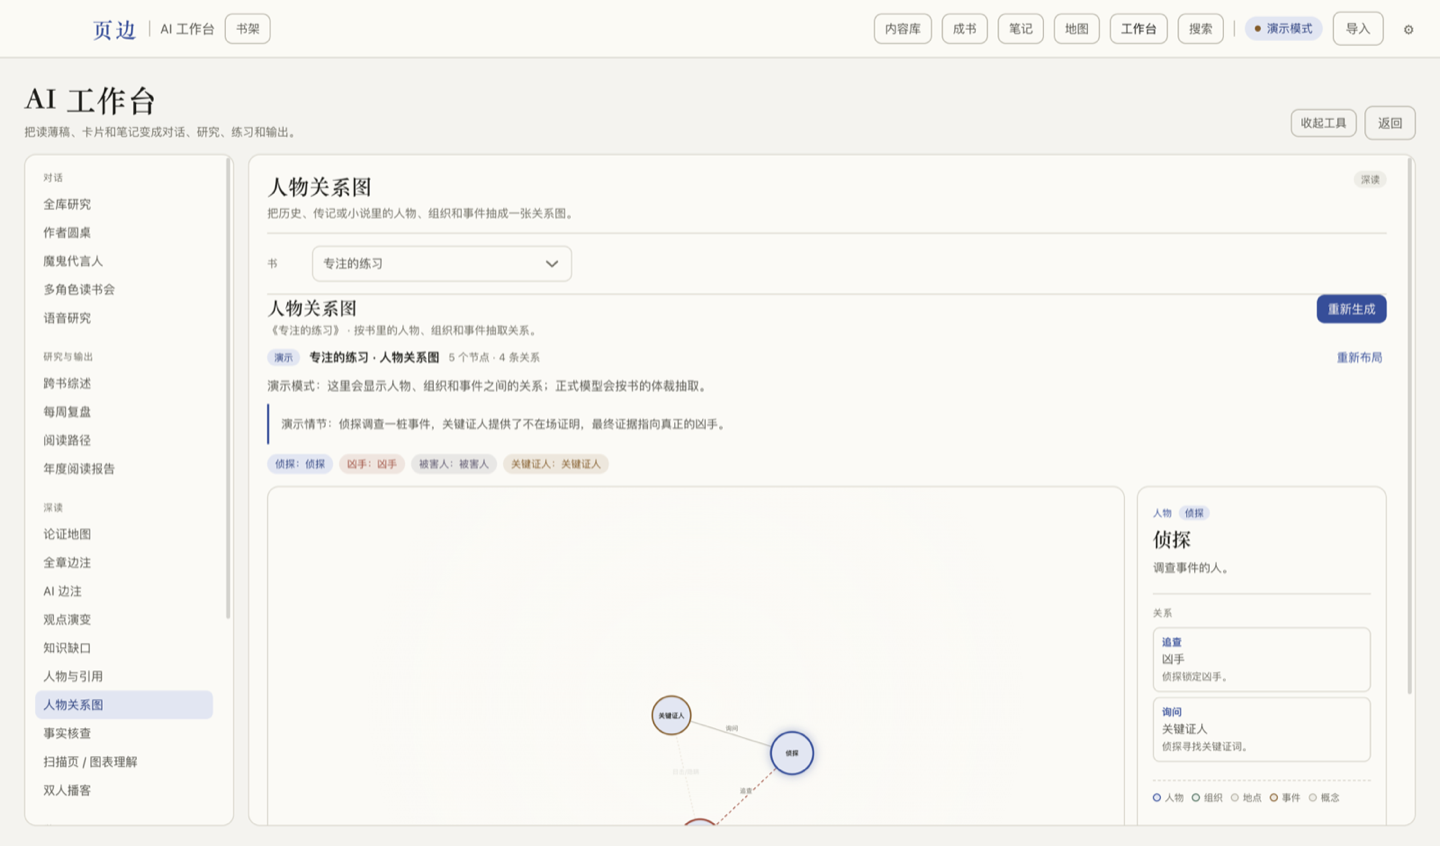 页边
AI 工作台
书架
内容库
成书
笔记
地图
工作台
搜索
演示模式
导入
AI 工作台
把读薄稿、卡片和笔记变成对话、研究、练习和输出。
收起工具
返回
对话
全库研究
作者圆桌
魔鬼代言人
多角色读书会
语音研究
研究与输出
跨书综述
每周复盘
阅读路径
年度阅读报告
深读
论证地图
全章边注
AI 边注
观点演变
知识缺口
人物与引用
人物关系图
事实核查
扫描页 / 图表理解
双人播客
人物关系图
深读
把历史、传记或小说里的人物、组织和事件抽成一张关系图。
书
专注的练习
人物关系图
重新生成
《专注的练习》 · 按书里的人物、组织和事件抽取关系。
演示 专注的练习 · 人物关系图 5 个节点 · 4 条关系
重新布局
演示模式：这里会显示人物、组织和事件之间的关系；正式模型会按书的体裁抽取。
演示情节：侦探调查一桩事件，关键证人提供了不在场证明，最终证据指向真正的凶手。
侦探：侦探
凶手：凶手
被害人：被害人
关键证人：关键证人
关键证人
询问
侦探
追查
人物 侦探
侦探
调查事件的人。
关系
追查
凶手
侦探锁定凶手。
询问
关键证人
侦探寻找关键证词。
人物 组织 地点 事件 概念